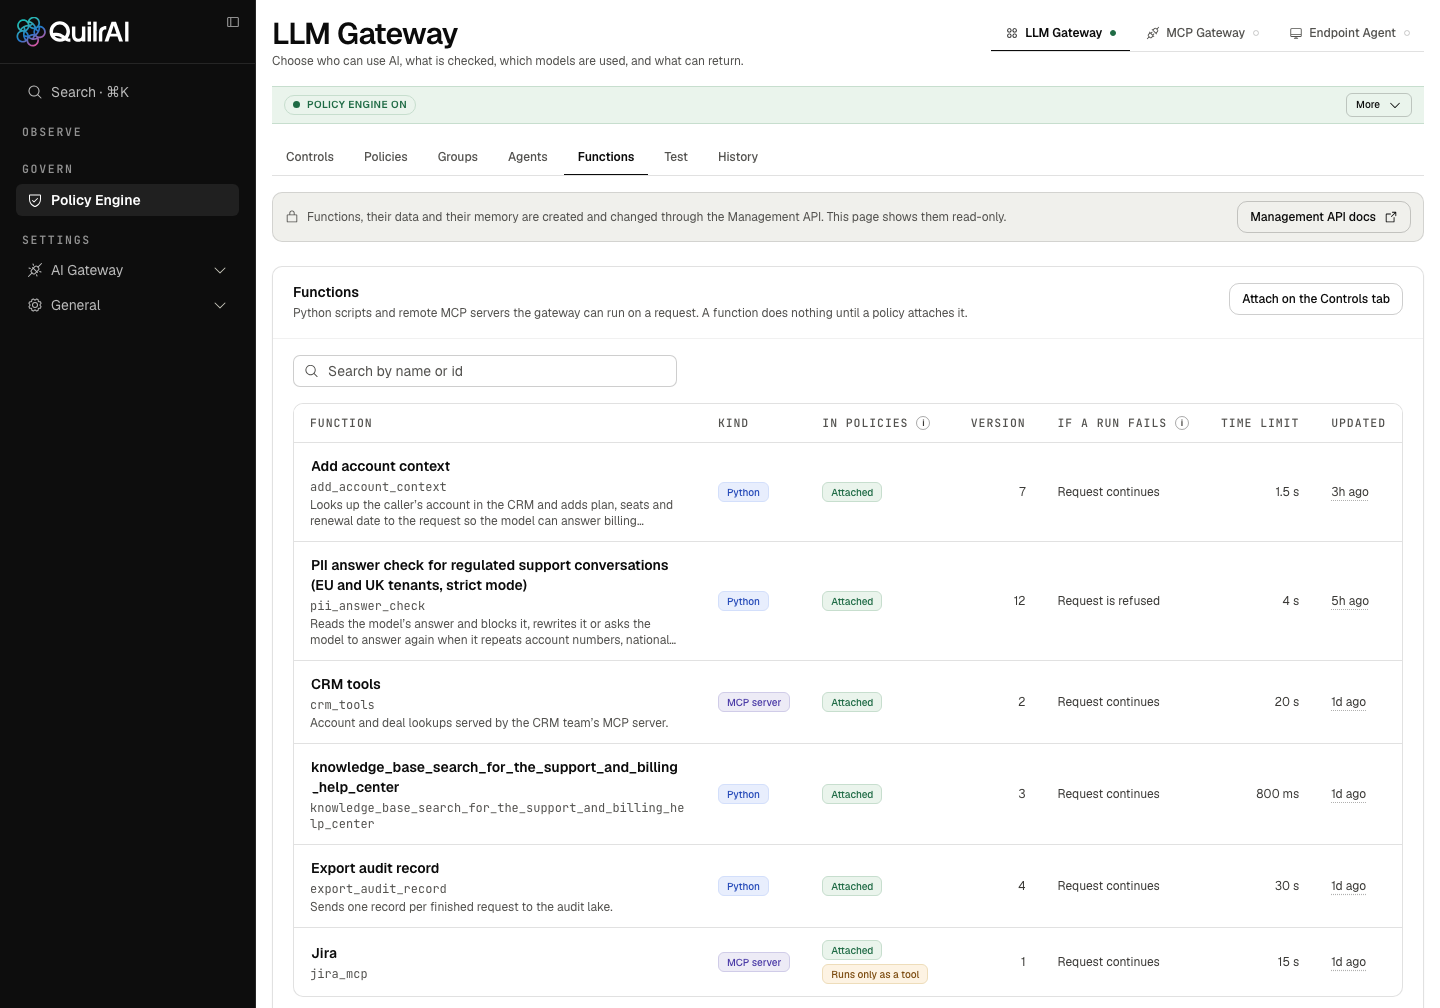 QuilrAI
Search · ⌘K
OBSERVE
GOVERN
Policy Engine
SETTINGS
AI Gateway
General
LLM Gateway
Choose who can use AI, what is checked, which models are used, and what can return.
LLM Gateway
MCP Gateway
Endpoint Agent
POLICY ENGINE ON
More
Controls
Policies
Groups
Agents
Functions
Test
History
Functions, their data and their memory are created and changed through the Management API. This page shows them read-only.
Management API docs
Functions
Python scripts and remote MCP servers the gateway can run on a request. A function does nothing until a policy attaches it.
Attach on the Controls tab
Search by name or id
FUNCTION
KIND
IN POLICIES
VERSION
IF A RUN FAILS
TIME LIMIT
UPDATED
Add account context
add_account_context
Looks up the caller's account in the CRM and adds plan, seats and
renewal date to the request so the model can answer billing…
Python
Attached
7
Request continues
1.5 s
3h ago
PII answer check for regulated support conversations
(EU and UK tenants, strict mode)
pii_answer_check
Reads the model's answer and blocks it, rewrites it or asks the
model to answer again when it repeats account numbers, national…
Python
Attached
12
Request is refused
4 s
5h ago
CRM tools
crm_tools
Account and deal lookups served by the CRM team's MCP server.
MCP server
Attached
2
Request continues
20 s
1d ago
knowledge_base_search_for_the_support_and_billing
_help_center
knowledge_base_search_for_the_support_and_billing_he
lp_center
Python
Attached
3
Request continues
800 ms
1d ago
Export audit record
export_audit_record
Sends one record per finished request to the audit lake.
Python
Attached
4
Request continues
30 s
1d ago
Jira
jira_mcp
MCP server
Attached
Runs only as a tool
1
Request continues
15 s
1d ago